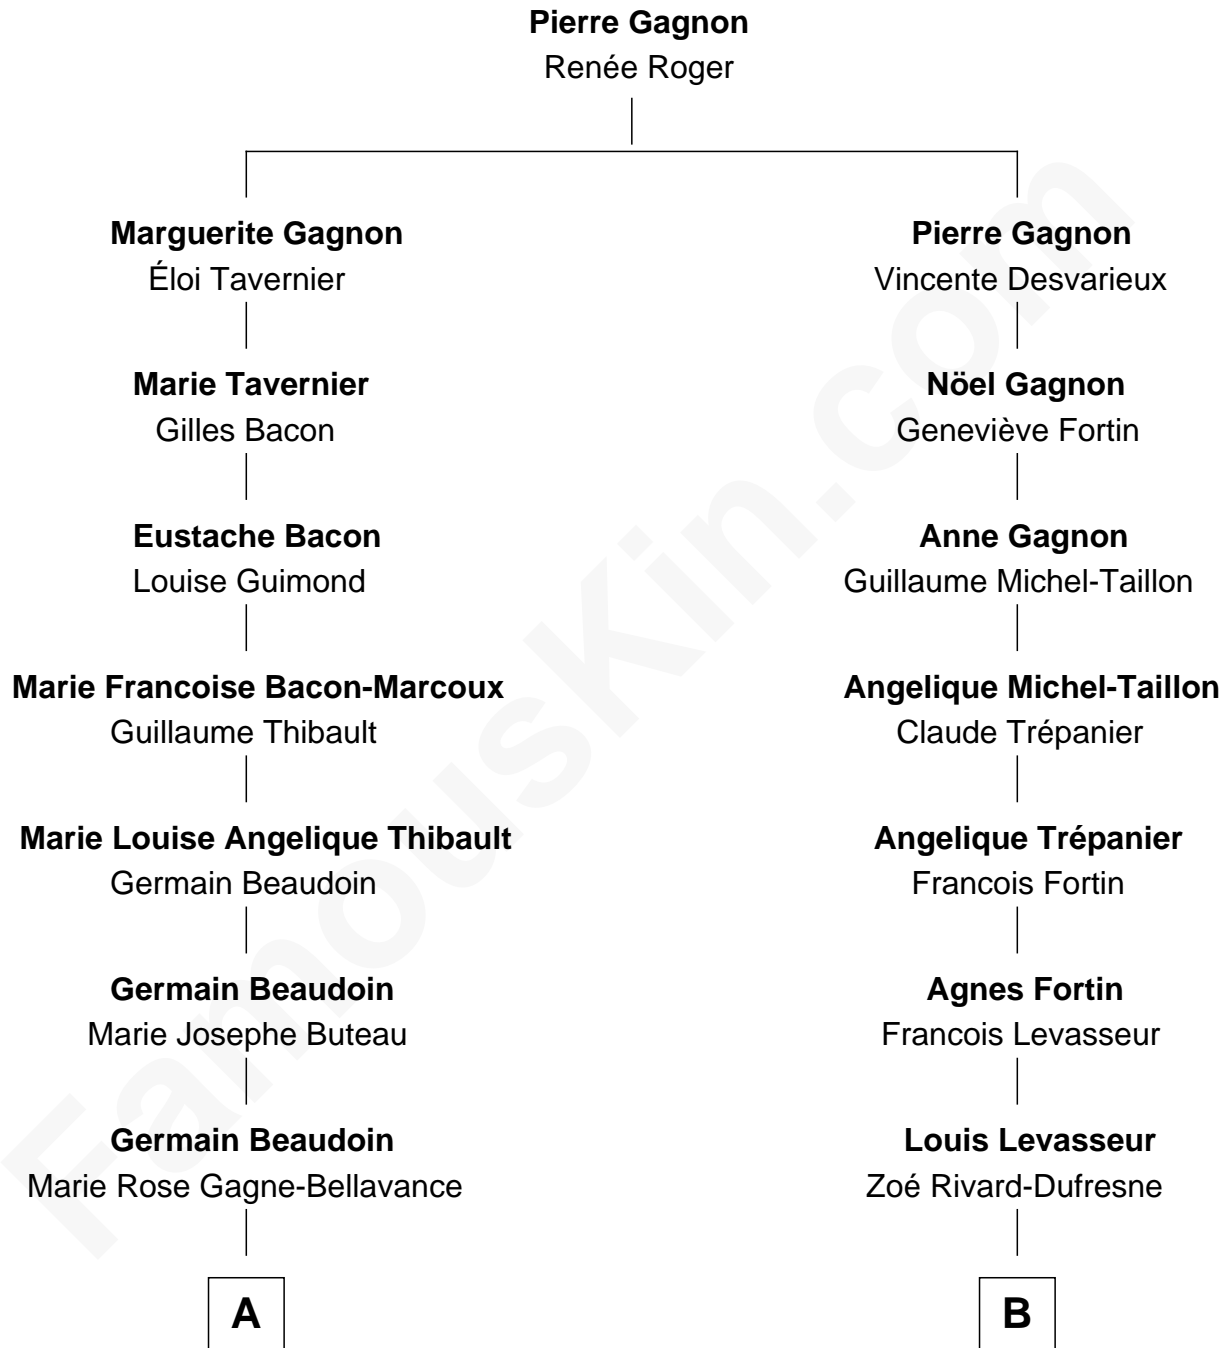 Pierre Gagnon
Renée Roger
Marguerite Gagnon
Éloi Tavernier
Pierre Gagnon
Vincente Desvarieux
Marie Tavernier
Gilles Bacon
Nöel Gagnon
Geneviève Fortin
Eustache Bacon
Louise Guimond
Anne Gagnon
Guillaume Michel-Taillon
Marie Francoise Bacon-Marcoux
Guillaume Thibault
Angelique Michel-Taillon
Claude Trépanier
Marie Louise Angelique Thibault
Germain Beaudoin
Angelique Trépanier
Francois Fortin
Germain Beaudoin
Marie Josephe Buteau
Agnes Fortin
Francois Levasseur
Germain Beaudoin
Marie Rose Gagne-Bellavance
Louis Levasseur
Zoé Rivard-Dufresne
A
B
FamousKin.com